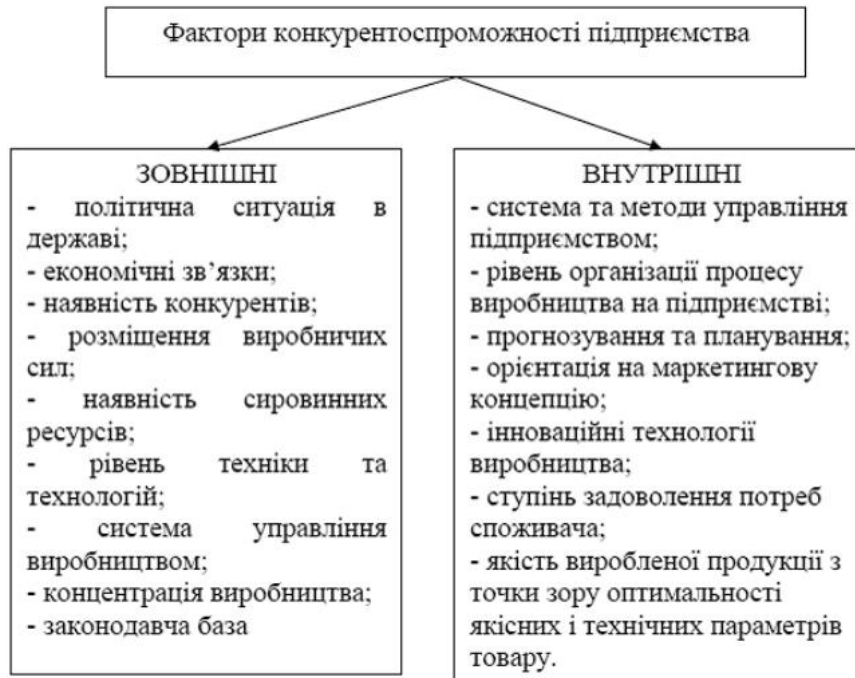 Фактори конкурентоспроможності підприємства
ЗОВНІШНІ
- політична ситуація в
державі;
- економічні зв’язки;
- наявність конкурентів;
- розміщення виробничих
сил;
- наявність сировинних
ресурсів;
- рівень техніки та
технологій;
- система управління
виробництвом;
- концентрація виробництва;
- законодавча база
ВНУТРІШНІ
- система та методи управління
підприємством;
- рівень організації процесу
виробництва на підприємстві;
- прогнозування та планування;
- орієнтація на маркетингову
концепцію;
- інноваційні технології
виробництва;
- ступінь задоволення потреб
споживача;
- якість виробленої продукції з
точки зору оптимальності
якісних і технічних параметрів
товару.